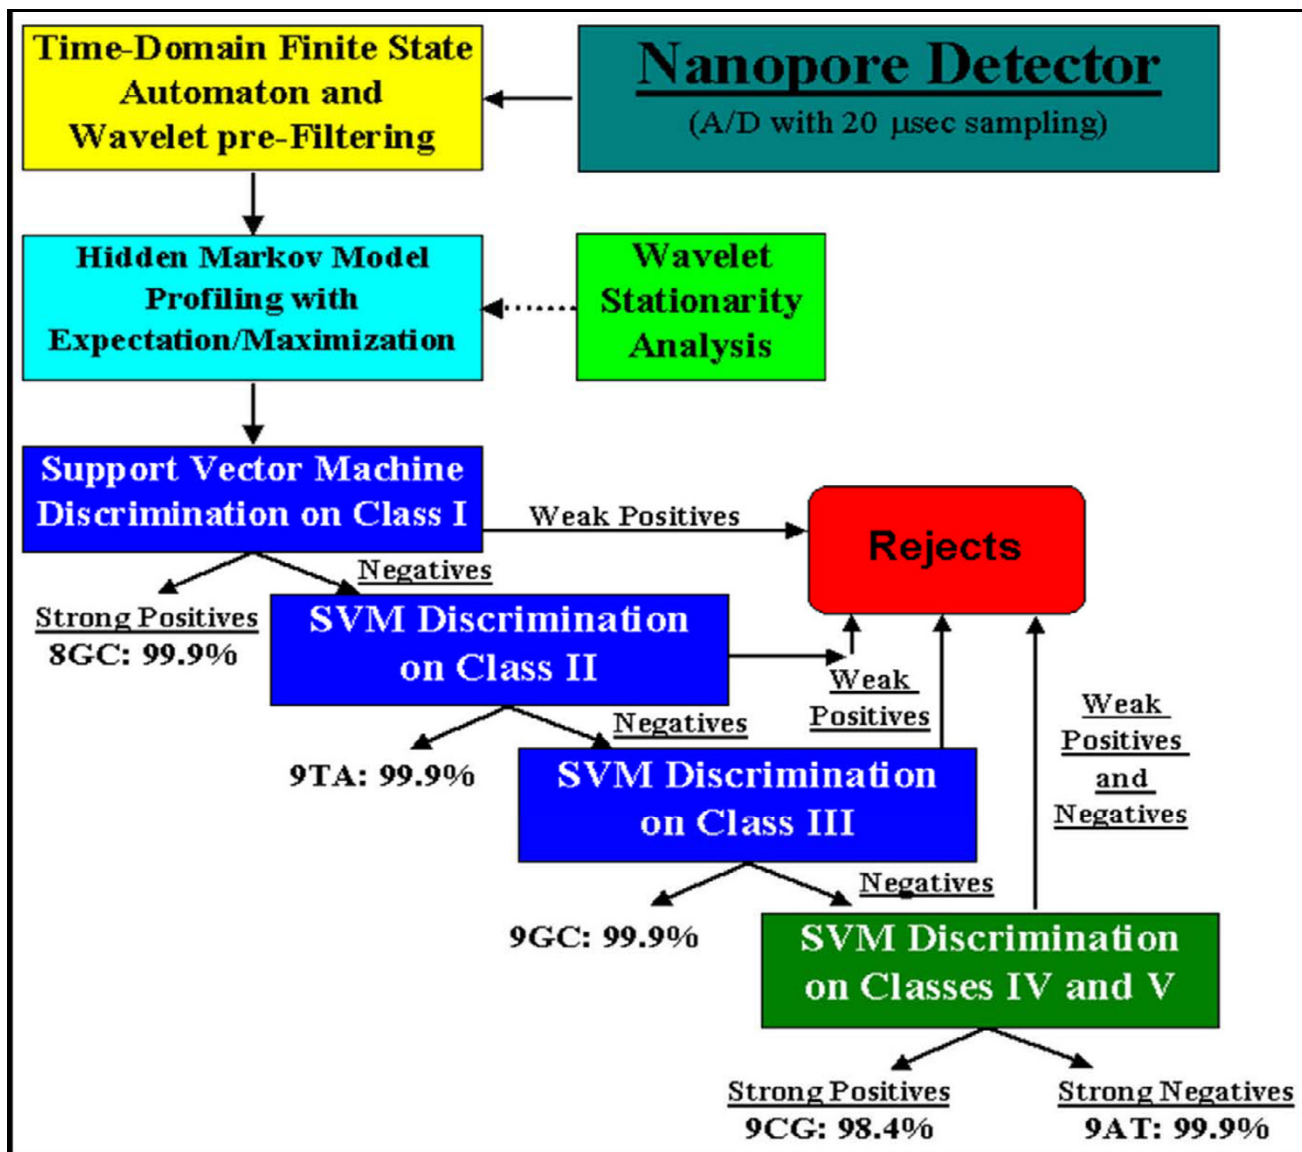 Time-Domain Finite State
Automaton and
Wavelet pre-Filtering
Nanopore Detector
(A/D with 20 μsec sampling)
Hidden Markov Model
Profiling with
Expectation/Maximization
Wavelet
Stationarity
Analysis
Support Vector Machine
Discrimination on Class I
Weak Positives
Rejects
Negatives
Strong Positives
8GC: 99.9%
SVM Discrimination
on Class II
Weak
Positives
Negatives
9TA: 99.9%
SVM Discrimination
on Class III
Weak
Positives
and
Negatives
Negatives
9GC: 99.9%
SVM Discrimination
on Classes IV and V
Strong Positives
9CG: 98.4%
Strong Negatives
9AT: 99.9%